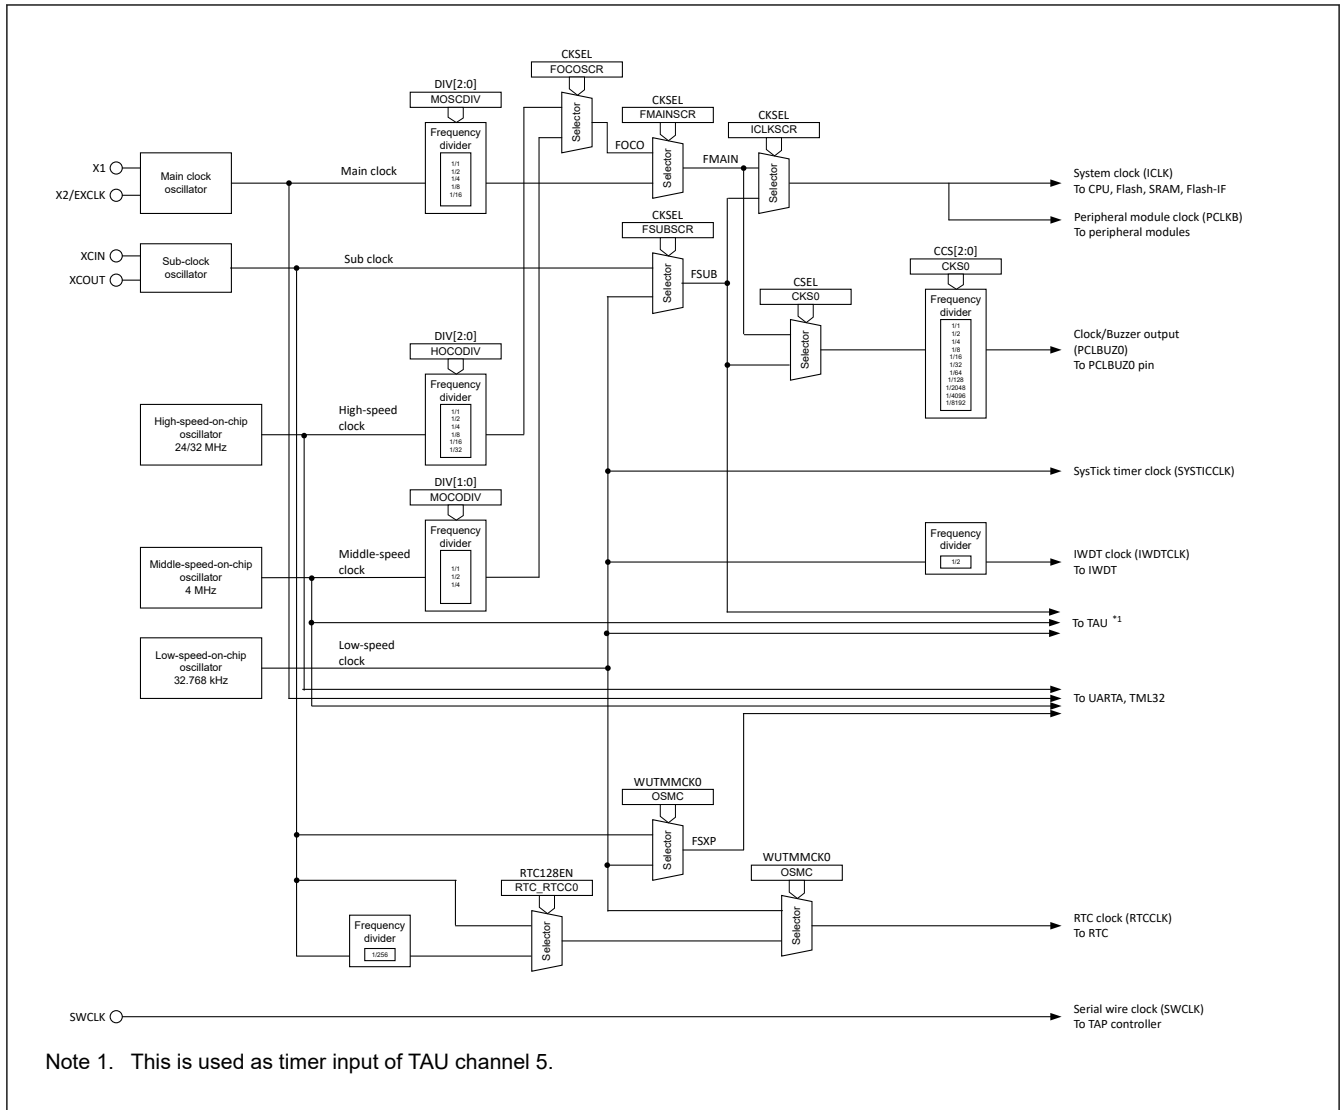 CKSEL
FOCOSCR
Selector
DIV[2:0]
MOSCDIV
Frequency
divider
1/1
1/2
1/4
1/8
1/16
CKSEL
FMAINSCR
Selector
CKSEL
ICLKSCR
Selector
FOCO
FMAIN
X1
X2/EXCLK
Main clock
oscillator
Main clock
System clock (ICLK)
To CPU, Flash, SRAM, Flash-IF
Peripheral module clock (PCLKB)
To peripheral modules
XCIN
XCOUT
Sub-clock
oscillator
Sub clock
CKSEL
FSUBSCR
Selector
FSUB
CSEL
CKS0
Selector
CCS[2:0]
CKS0
Frequency
divider
1/1
1/2
1/4
1/8
1/16
1/32
1/64
1/128
1/2048
1/4096
1/8192
Clock/Buzzer output
(PCLBUZ0)
To PCLBUZ0 pin
DIV[2:0]
HOCODIV
Frequency
divider
1/1
1/2
1/4
1/8
1/16
1/32
High-speed-on-chip
oscillator
24/32 MHz
High-speed
clock
SysTick timer clock (SYSTICCLK)
DIV[1:0]
MOCODIV
Frequency
divider
1/1
1/2
1/4
Middle-speed-on-chip
oscillator
4 MHz
Middle-speed
clock
Frequency
divider
1/2
IWDT clock (IWDTCLK)
To IWDT
To TAU *1
Low-speed-on-chip
oscillator
32.768 kHz
Low-speed
clock
To UARTA, TML32
WUTMMCK0
OSMC
Selector
FSXP
WUTMMCK0
OSMC
Selector
RTC128EN
RTC_RTCC0
Selector
Frequency
divider
1/256
RTC clock (RTCCLK)
To RTC
SWCLK
Serial wire clock (SWCLK)
To TAP controller
Note 1. This is used as timer input of TAU channel 5.